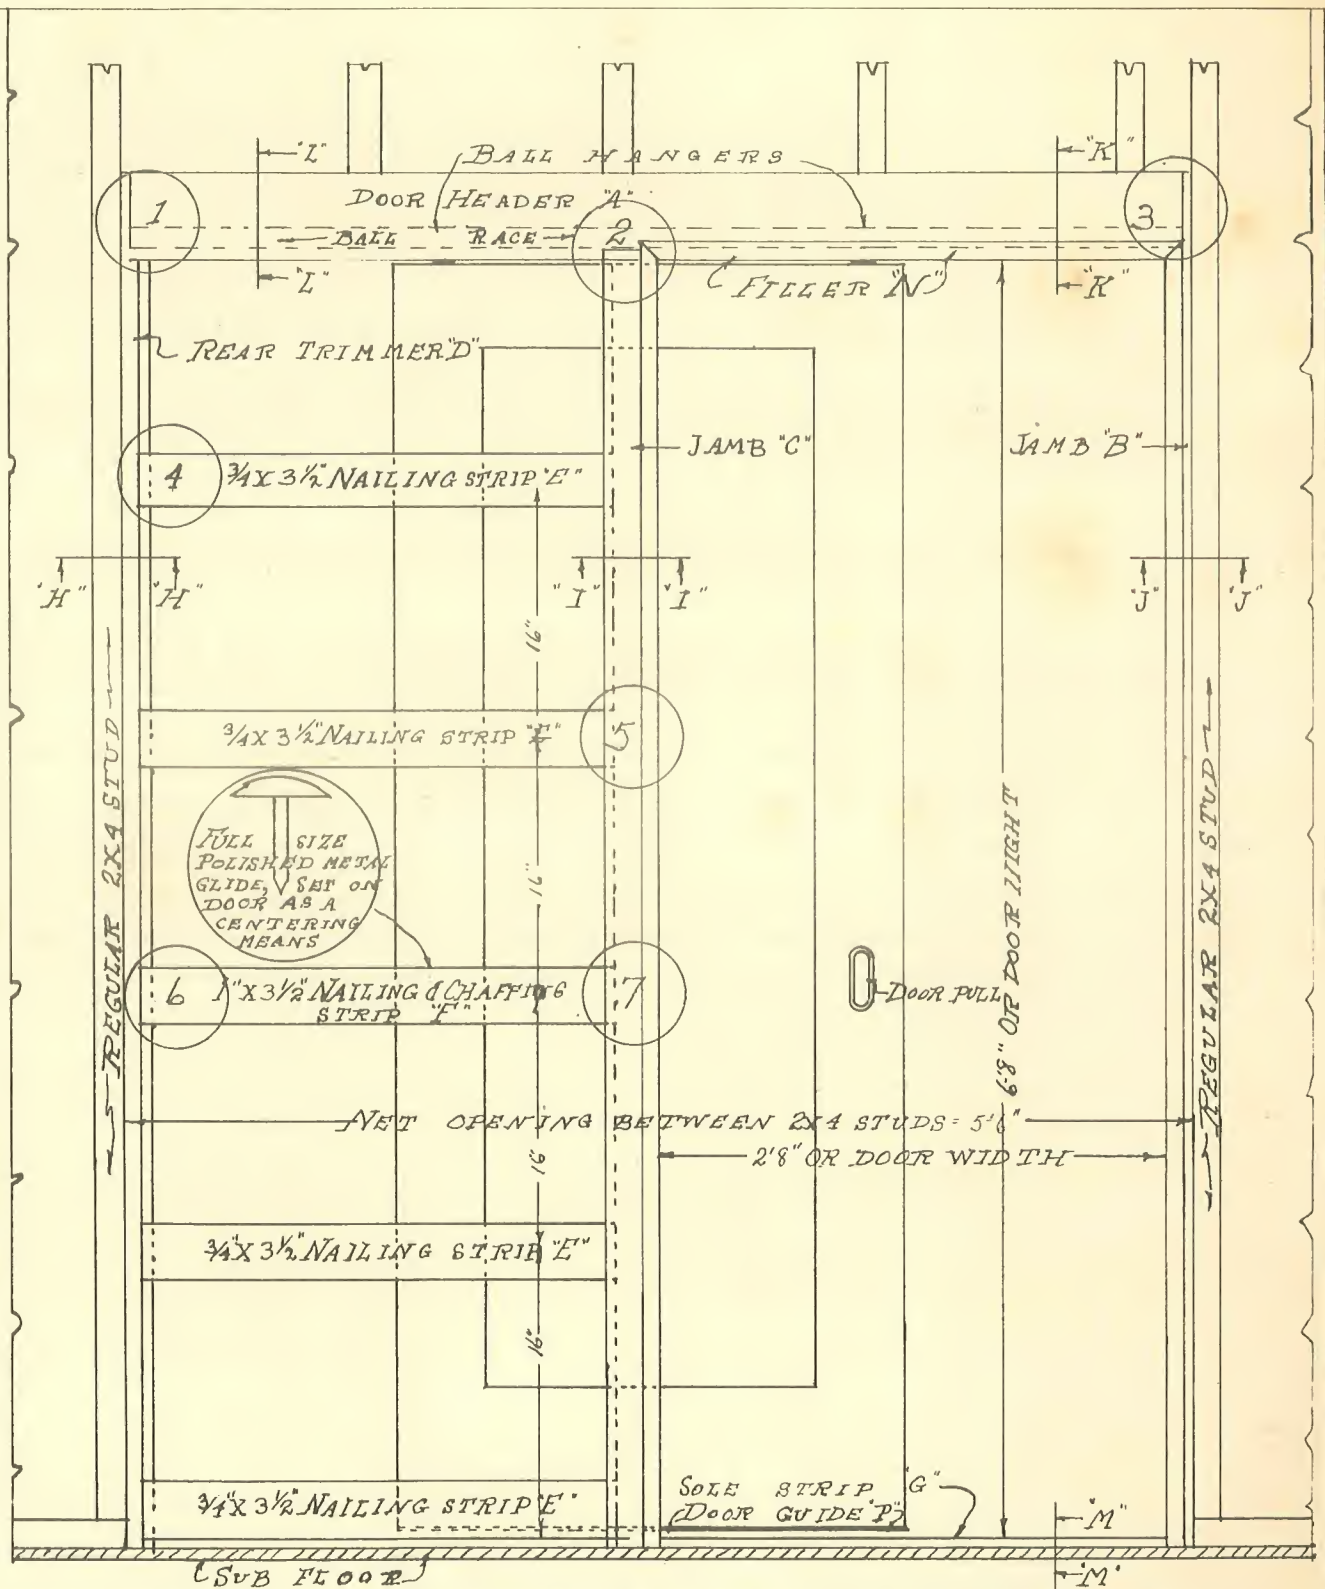 "L" BALL HANGERS "K"
DOOR HEADER "A"
1 2 3
BALL RACE
"L" FILLER "N" "K"
REAR TRIMMER "D"
JAMB "C" JAMB "B"
4 3/4 X 3 1/2" NAILING STRIP "E"
"H" "H" "I" "I" "J" "J"
16"
3/4 X 3 1/2" NAILING STRIP "E" 5
REGULAR 2X4 STUD
FULL SIZE
POLISHED METAL
GLIDE, SET ON
DOOR AS A
CENTERING
MEANS
16"
6'-8" OR DOOR HIGHT
REGULAR 2X4 STUD
6 1" X 3 1/2" NAILING & CHAFFING 7
STRIP "F"
DOOR PULL
NET OPENING BETWEEN 2X4 STUDS = 5'6"
2'8" OR DOOR WIDTH
16"
3/4" X 3 1/2" NAILING STRIP "E"
16"
3/4" X 3 1/2" NAILING STRIP "E"
SOLE STRIP "G"
DOOR GUIDE "P"
"M"
SUB FLOOR
"M"